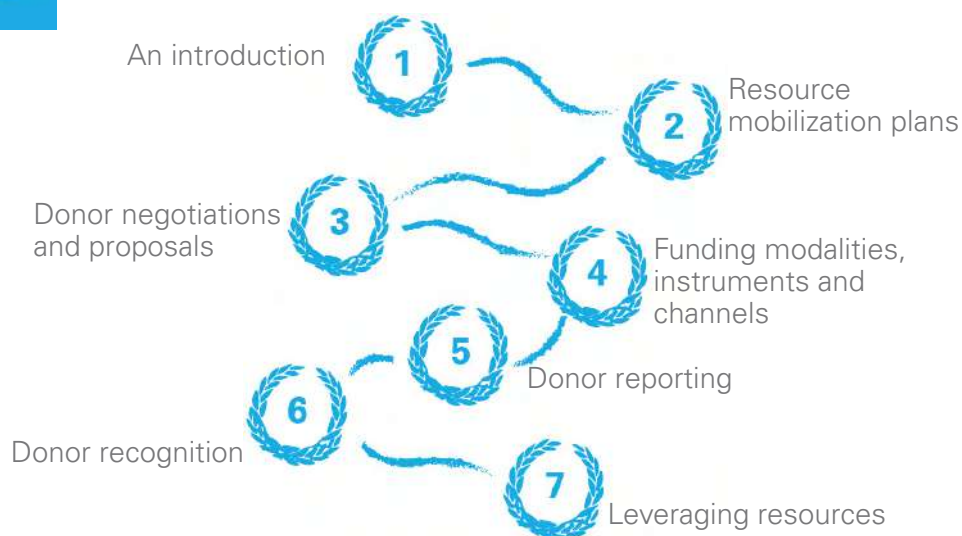 An introduction
1
2
Resource
mobilization plans
Donor negotiations
and proposals
3
4
Funding modalities,
instruments and
channels
5
Donor reporting
6
Donor recognition
7
Leveraging resources